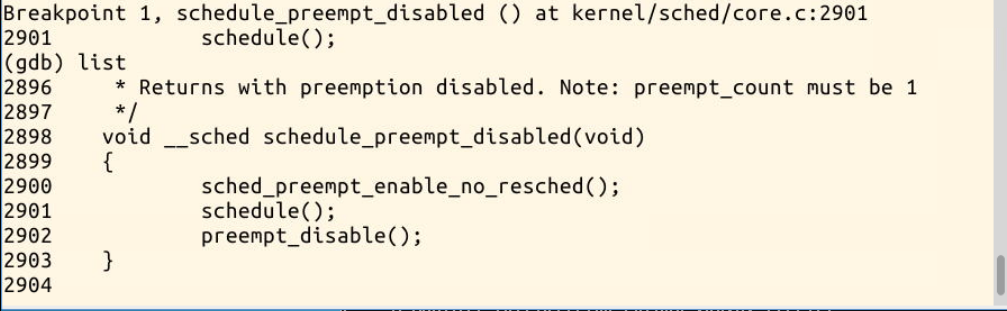 Breakpoint 1, schedule_preempt_disabled () at kernel/sched/core.c:2901
2901 schedule();
(gdb) list
2896 * Returns with preemption disabled. Note: preempt_count must be 1
2897 */
2898 void __sched schedule_preempt_disabled(void)
2899 {
2900 sched_preempt_enable_no_resched();
2901 schedule();
2902 preempt_disable();
2903 }
2904